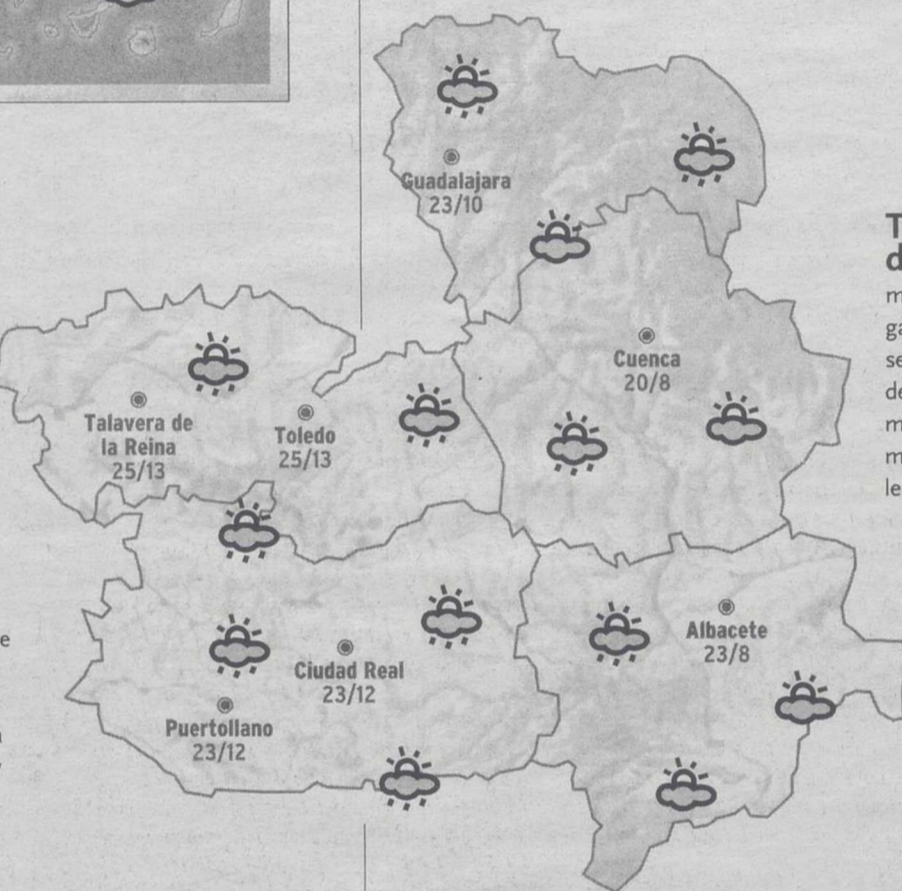 Guadalajara
23/10
Cuenca
20/8
Talavera de
la Reina
25/13
Toledo
25/13
Ciudad Real
23/12
Puertollano
23/12
Albacete
23/8